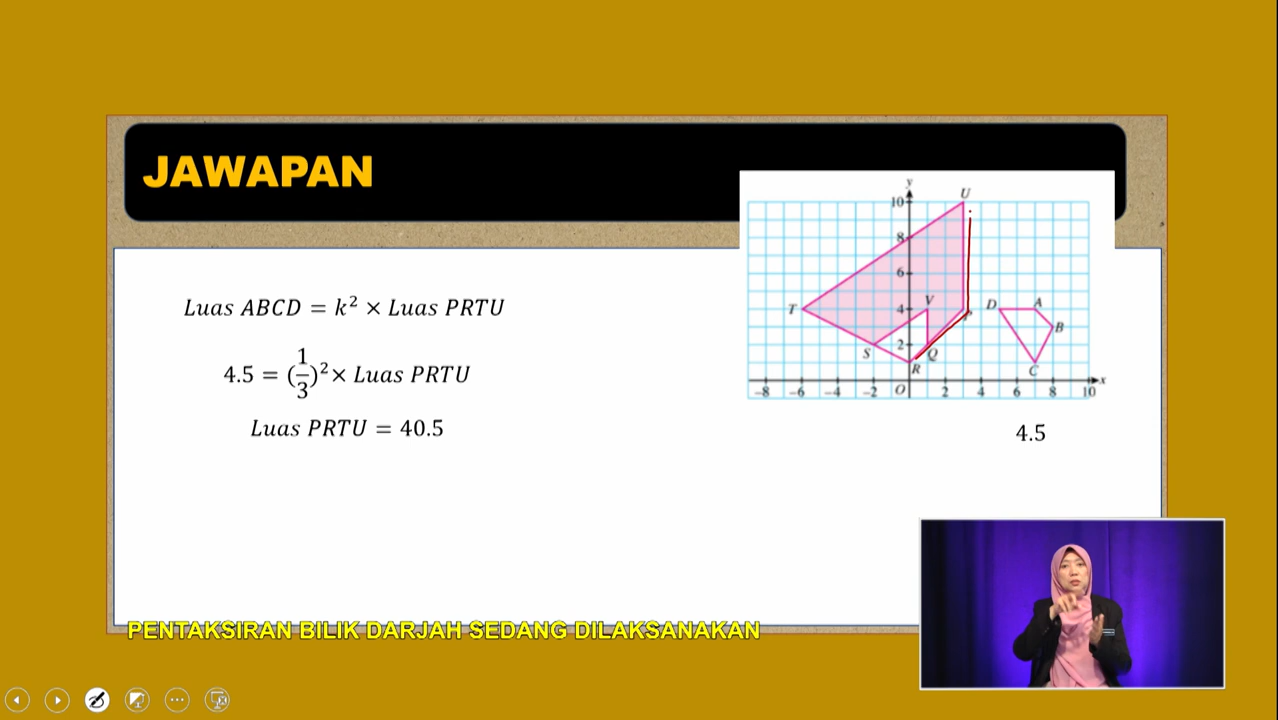 JAWAPAN
Luas ABCD = k² × Luas PRTU
4.5 = (1/3)² × Luas PRTU
Luas PRTU = 40.5
y
U
10
8
6
T 4 V D A
P
B
S 2 Q
R C
-8 -6 -4 -2 O 2 4 6 8 10 x
4.5
PENTAKSIRAN BILIK DARJAH SEDANG DILAKSANAKAN